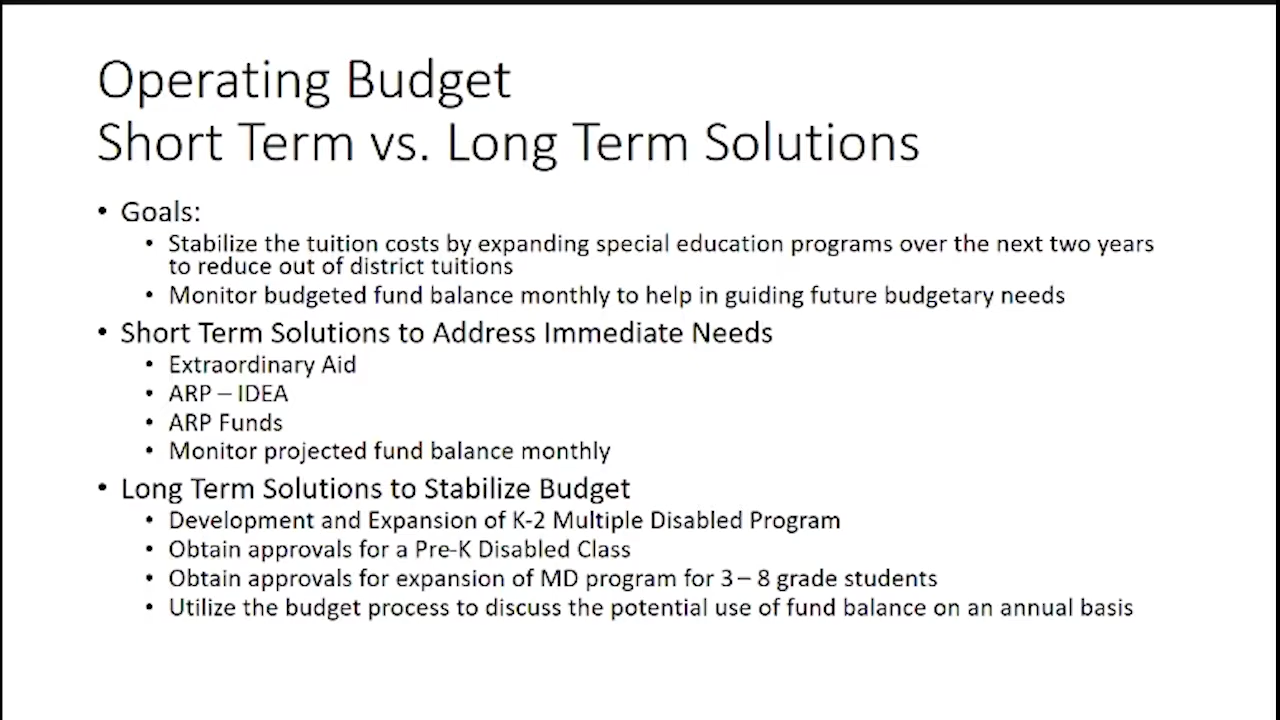 Operating Budget
Short Term vs. Long Term Solutions
• Goals:
• Stabilize the tuition costs by expanding special education programs over the next two years
to reduce out of district tuitions
• Monitor budgeted fund balance monthly to help in guiding future budgetary needs
• Short Term Solutions to Address Immediate Needs
• Extraordinary Aid
• ARP – IDEA
• ARP Funds
• Monitor projected fund balance monthly
• Long Term Solutions to Stabilize Budget
• Development and Expansion of K-2 Multiple Disabled Program
• Obtain approvals for a Pre-K Disabled Class
• Obtain approvals for expansion of MD program for 3 – 8 grade students
• Utilize the budget process to discuss the potential use of fund balance on an annual basis